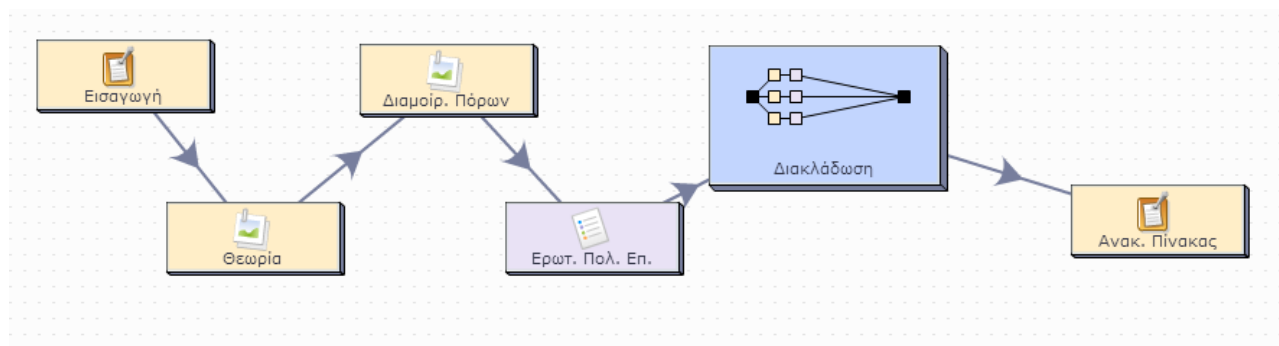 Εισαγωγή
Θεωρία
Διαμοίρ. Πόρων
Ερωτ. Πολ. Επ.
Διακλάδωση
Ανακ. Πίνακας